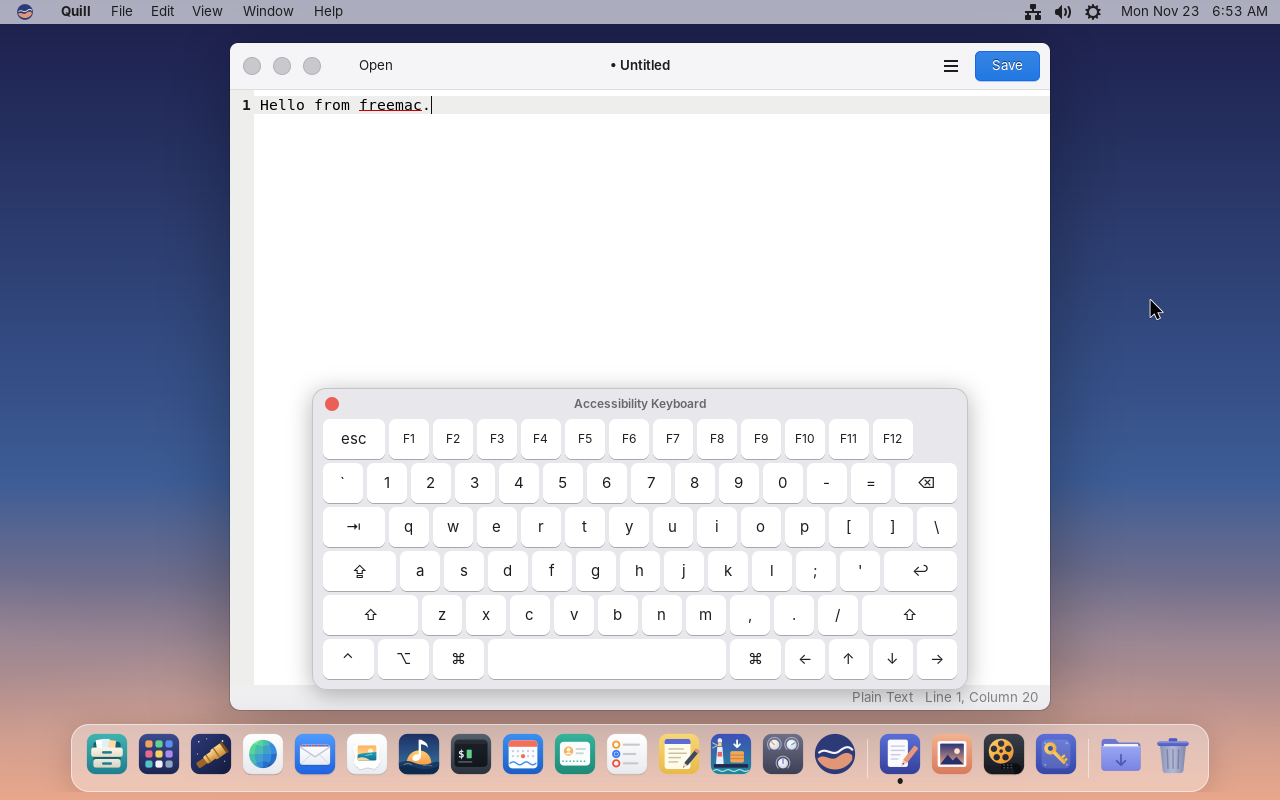 Quill File Edit View Window Help Mon Nov 23 6:53 AM
Open • Untitled Save
1 Hello from freemac.
Accessibility Keyboard
esc F1 F2 F3 F4 F5 F6 F7 F8 F9 F10 F11 F12
` 1 2 3 4 5 6 7 8 9 0 - = ⌫
⇥ q w e r t y u i o p [ ] \
⇪ a s d f g h j k l ; ' ↩
⇧ z x c v b n m , . / ⇧
^ ⌥ ⌘ ⌘ ← ↑ ↓ →
Plain Text Line 1, Column 20
$